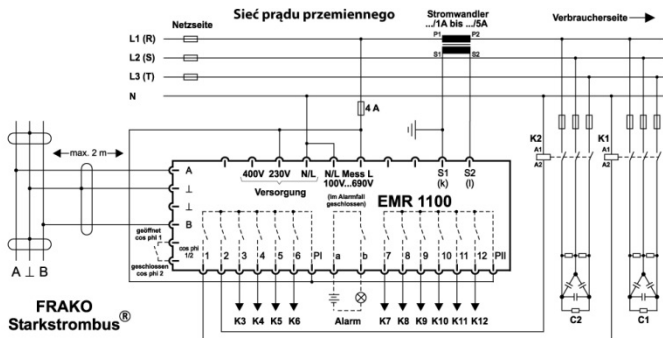 Sieć prądu przemiennego
Netzseite
Stromwandler
.../1A bis .../5A
Verbraucherseite
L1 (R)
P1
P2
L2 (S)
S1
S2
L3 (T)
N
4 A
max. 2 m
K2
K1
A1
A2
A1
A2
A
⊥
⊥
B
400V 230V N/L
Versorgung
N/L Mess L
100V...690V
(im Alarmfall
geschlossen)
S1
(k)
S2
(l)
EMR 1100
geöffnet
cos phi 1
geschlossen
cos phi 2
cos phi
1/2
1 2 3 4 5 6 PI a b 7 8 9 10 11 12 PII
A ⊥ B
K3 K4 K5 K6 Alarm K7 K8 K9 K10 K11 K12
C2
C1
FRAKO
Starkstrombus®